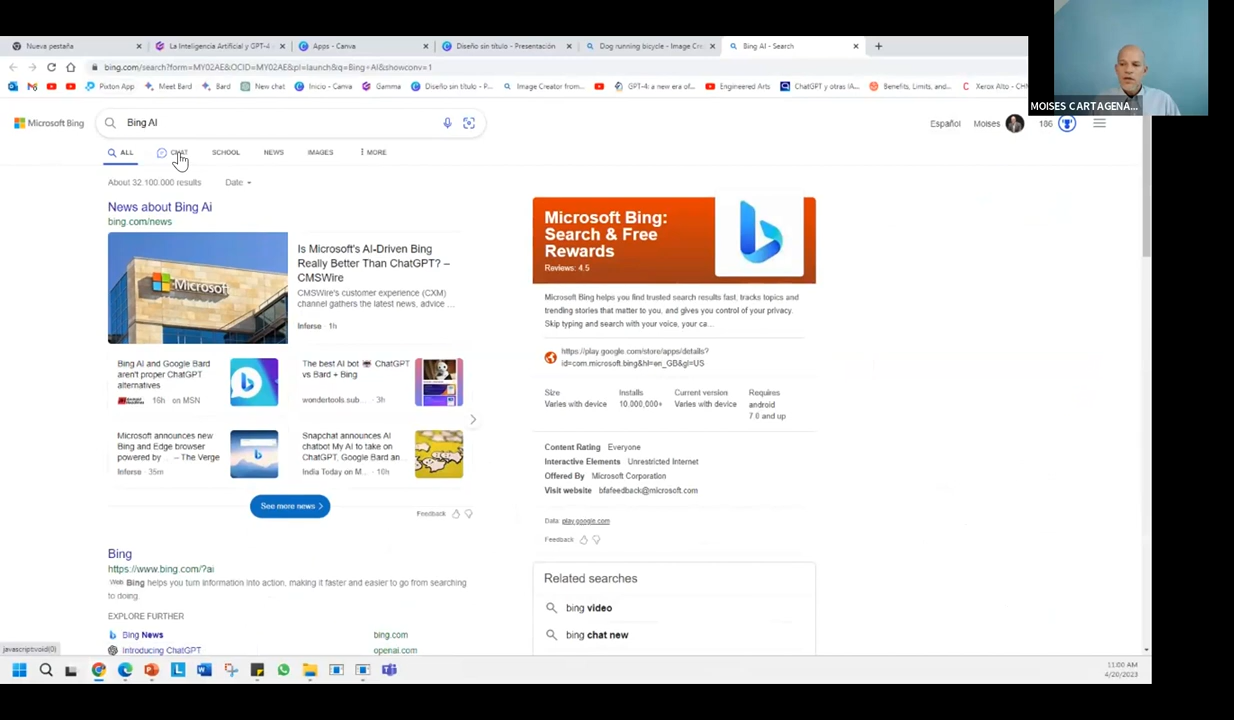 Nueva pestaña
La Inteligencia Artificial y GPT-4
Apps - Canva
Diseño sin título - Presentación
Dog running bicycle - Image Cre
Bing AI - Search
bing.com/search?form=MY02AE&OCID=MY02AE&pl=launch&q=Bing+AI&showconv=1
Pixton App
Meet Bard
Bard
New chat
Inicio - Canva
Gamma
Diseño sin título - P...
Image Creator from...
GPT-4: a new era of...
Engineered Arts
ChatGPT y otras IA...
Benefits, Limits, and...
Xerox Alto - CHN
MOISES CARTAGENA...
Microsoft Bing
Bing AI
Español
Moises
186
ALL
CHAT
SCHOOL
NEWS
IMAGES
MORE
About 32.100.000 results
Date
News about Bing Ai
bing.com/news
Microsoft
Is Microsoft's AI-Driven Bing
Really Better Than ChatGPT? –
CMSWire
CMSWire's customer experience (CXM)
channel gathers the latest news, advice ...
Inferse · 1h
Bing AI and Google Bard
aren't proper ChatGPT
alternatives
16h
on MSN
The best AI bot
ChatGPT
vs Bard + Bing
wondertools.sub... · 3h
Microsoft announces new
Bing and Edge browser
powered by ... – The Verge
Inferse · 35m
Snapchat announces AI
chatbot My AI to take on
ChatGPT, Google Bard an
India Today on M... · 10h
See more news
Feedback
Bing
https://www.bing.com/?ai
Web Bing helps you turn information into action, making it faster and easier to go from searching
to doing.
EXPLORE FURTHER
Bing News
bing.com
Introducing ChatGPT
openai.com
Microsoft Bing:
Search & Free
Rewards
Reviews: 4.5
Microsoft Bing helps you find trusted search results fast, tracks topics and
trending stories that matter to you, and gives you control of your privacy.
Skip typing and search with your voice, your ca...
https://play.google.com/store/apps/details?
id=com.microsoft.bing&hl=en_GB&gl=US
Size
Installs
Current version
Requires
Varies with device
10.000,000+
Varies with device
android
7.0 and up
Content Rating Everyone
Interactive Elements Unrestricted Internet
Offered By Microsoft Corporation
Visit website bfafeedback@microsoft.com
Data: play.google.com
Feedback
Related searches
bing video
bing chat new
javascript:void(0)
11:00 AM
4/20/2023